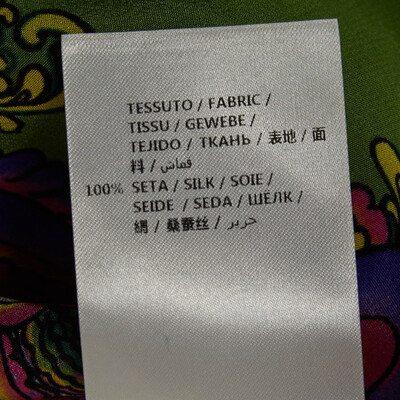 TESSUTO / FABRIC /
TISSU / GEWEBE /
TEJIDO / ТКАНЬ / 表地 / 面
料 / قماش /
100% SETA / SILK / SOIE /
SEIDE / SEDA / ШЁЛК /
絹 / 桑蚕丝 / حرير /